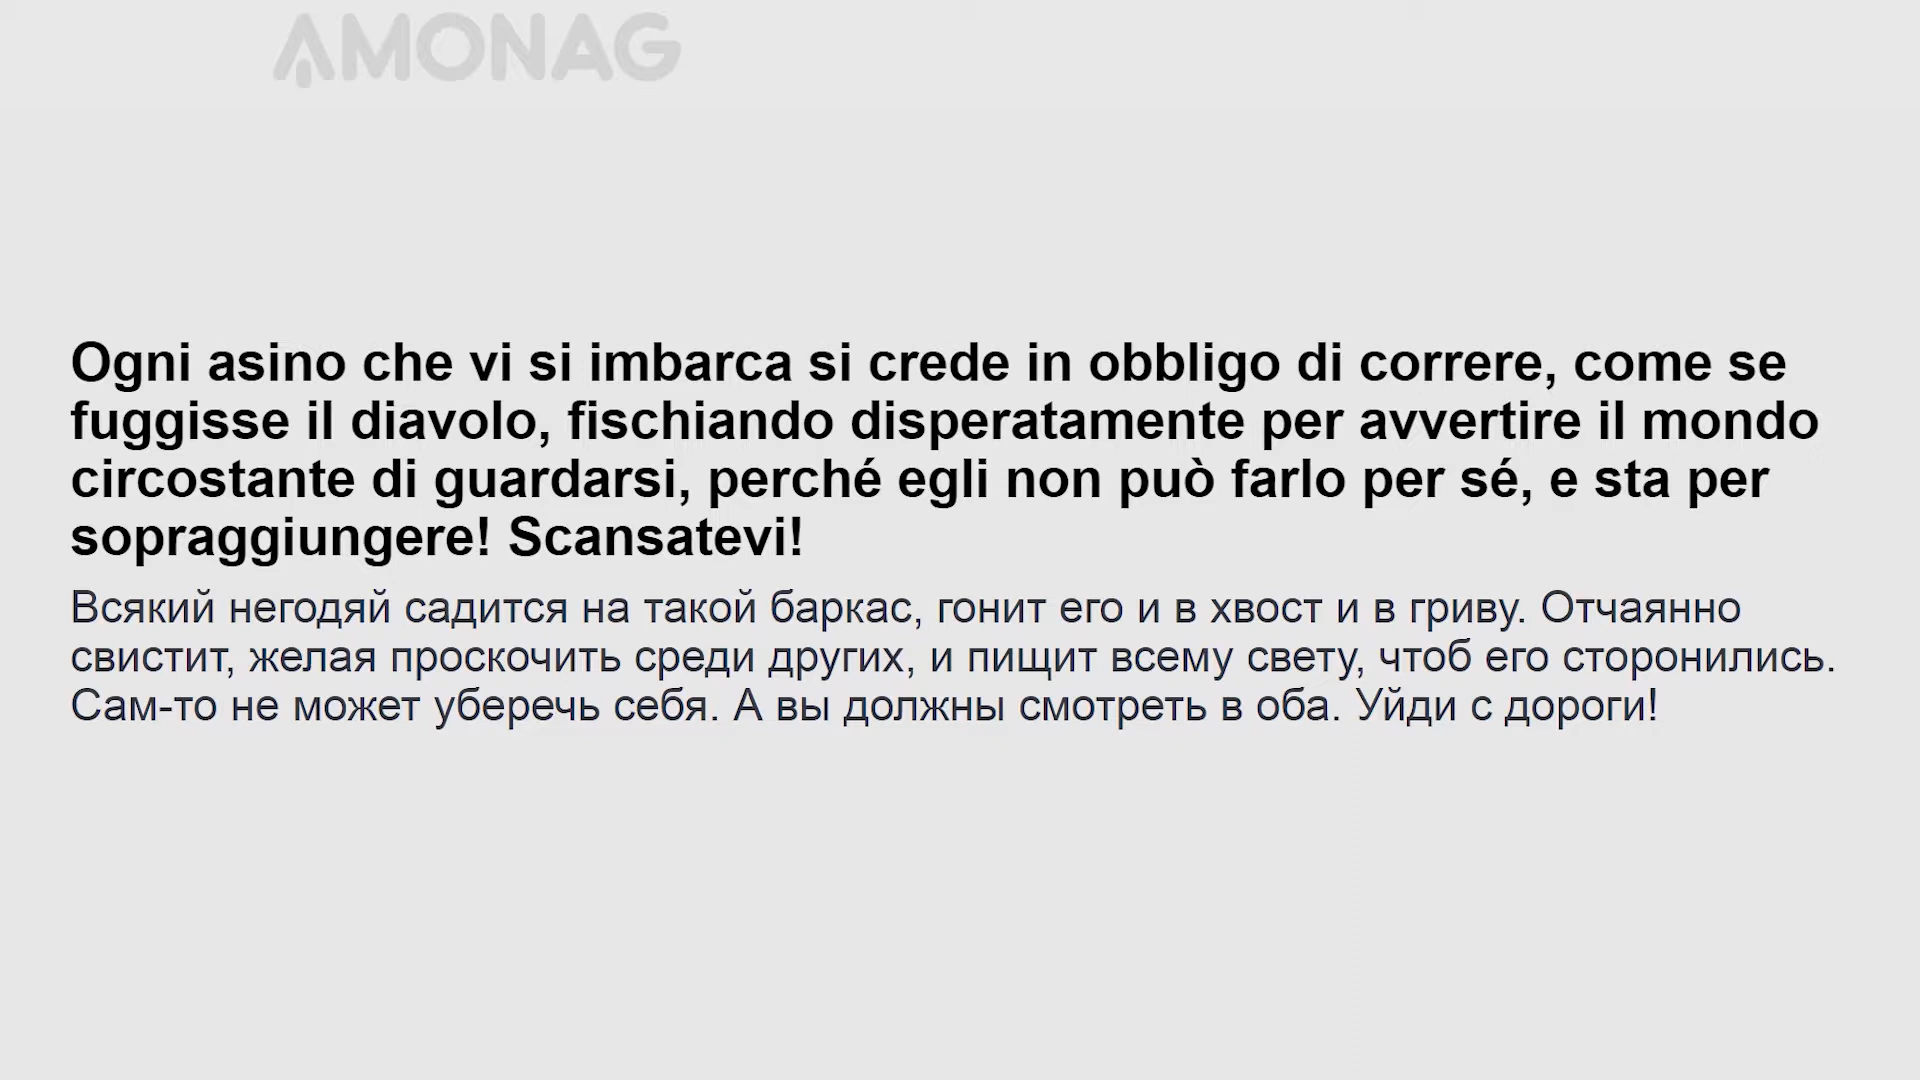 AMONAG
Ogni asino che vi si imbarca si crede in obbligo di correre, come se
fuggisse il diavolo, fischiando disperatamente per avvertire il mondo
circostante di guardarsi, perché egli non può farlo per sé, e sta per
sopraggiungere! Scansatevi!
Всякий негодяй садится на такой баркас, гонит его и в хвост и в гриву. Отчаянно
свистит, желая проскочить среди других, и пищит всему свету, чтоб его сторонились.
Сам-то не может уберечь себя. А вы должны смотреть в оба. Уйди с дороги!